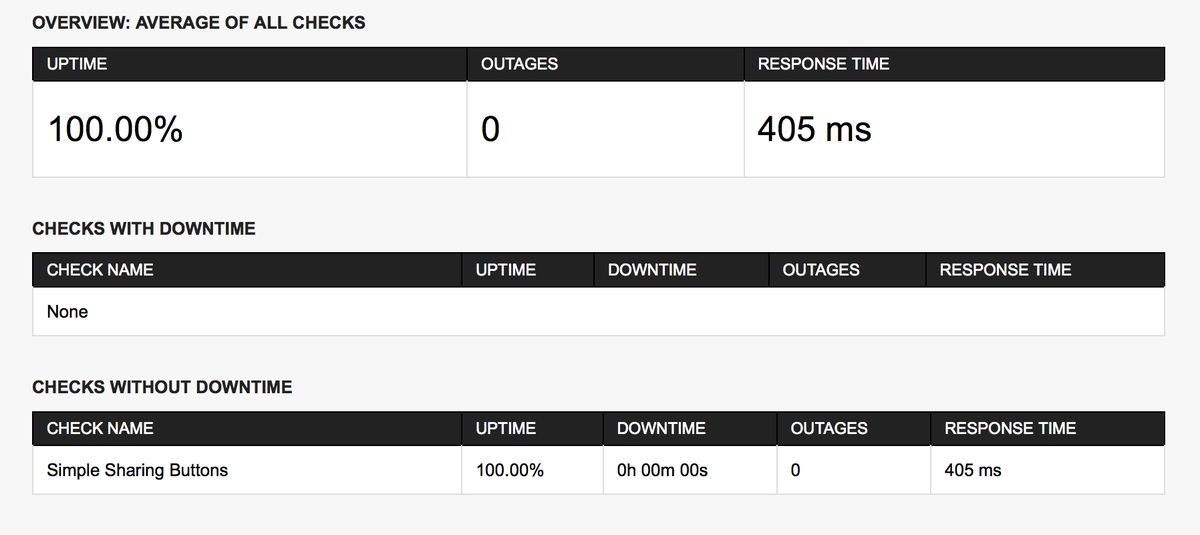 OVERVIEW: AVERAGE OF ALL CHECKS
UPTIME OUTAGES RESPONSE TIME
100.00% 0 405 ms
CHECKS WITH DOWNTIME
CHECK NAME UPTIME DOWNTIME OUTAGES RESPONSE TIME
None
CHECKS WITHOUT DOWNTIME
CHECK NAME UPTIME DOWNTIME OUTAGES RESPONSE TIME
Simple Sharing Buttons 100.00% 0h 00m 00s 0 405 ms